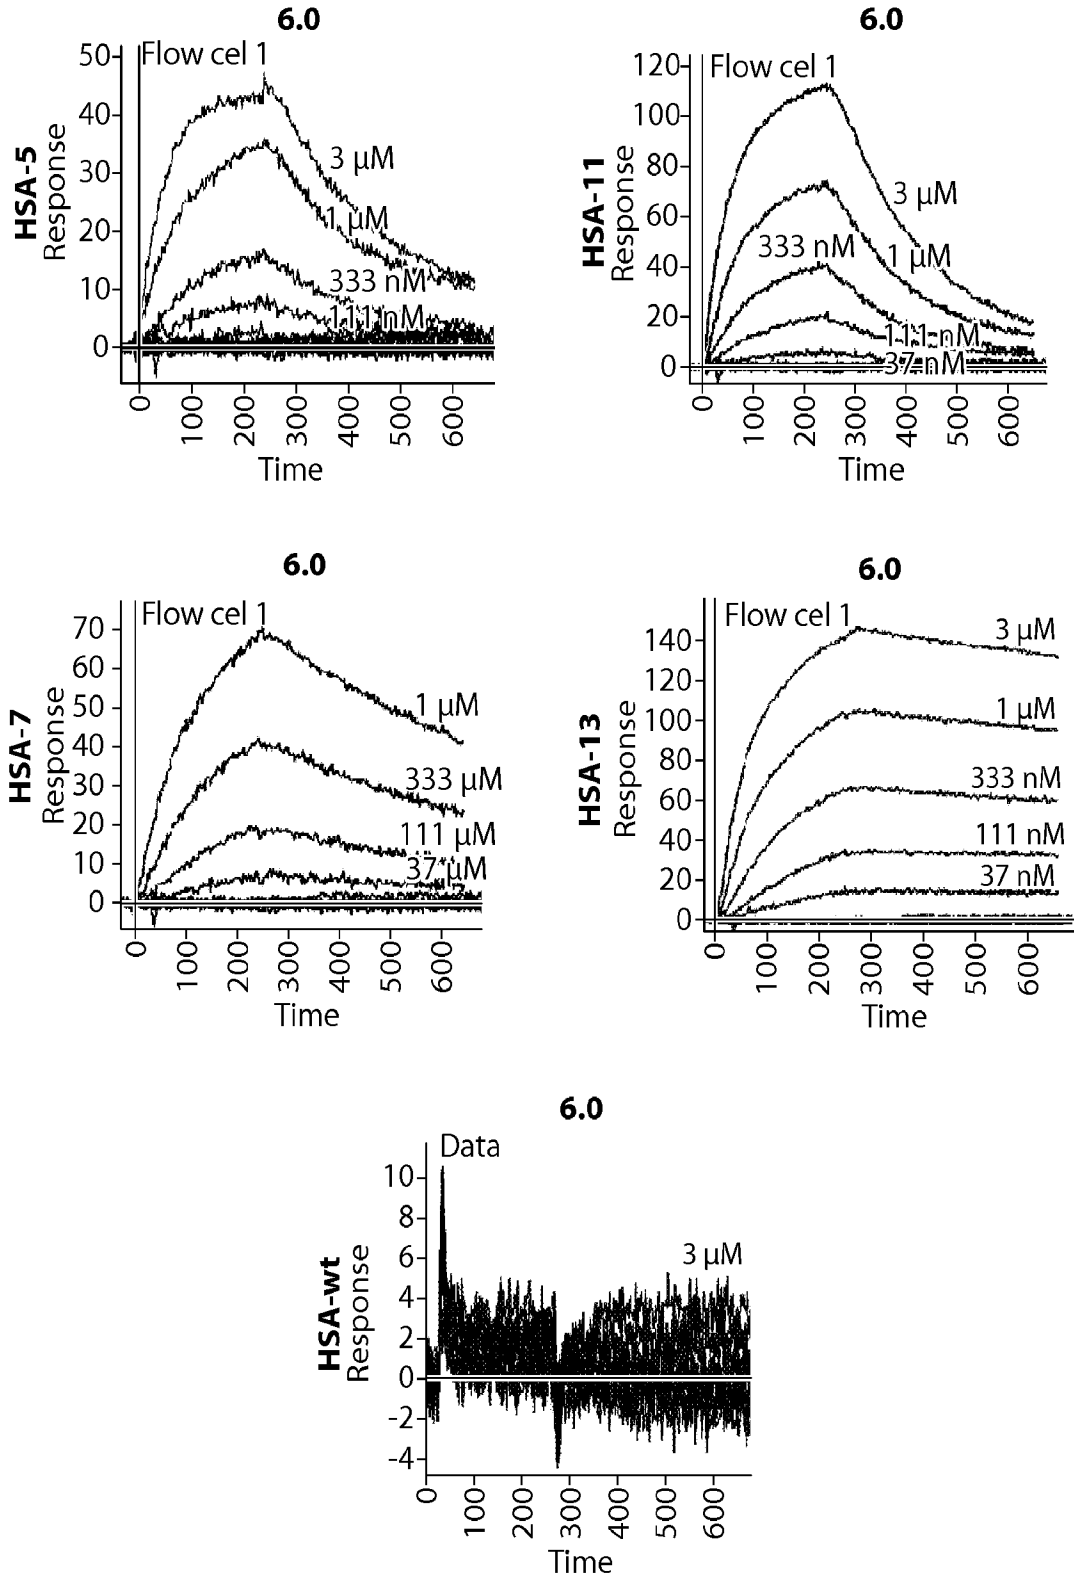 6.0
Flow cel 1
HSA-5
Response
50
40
30
20
10
0
3 µM
1 µM
333 nM
111 nM
0
100
200
300
400
500
600
Time
6.0
Flow cel 1
HSA-11
Response
120
100
80
60
40
20
0
3 µM
1 µM
333 nM
111 nM
37 nM
0
100
200
300
400
500
600
Time
6.0
Flow cel 1
HSA-7
Response
70
60
50
40
30
20
10
0
1 µM
333 µM
111 µM
37 µM
0
100
200
300
400
500
600
Time
6.0
Flow cel 1
HSA-13
Response
140
120
100
80
60
40
20
0
3 µM
1 µM
333 nM
111 nM
37 nM
0
100
200
300
400
500
600
Time
6.0
Data
HSA-wt
Response
10
8
6
4
2
0
-2
-4
3 µM
0
100
200
300
400
500
600
Time